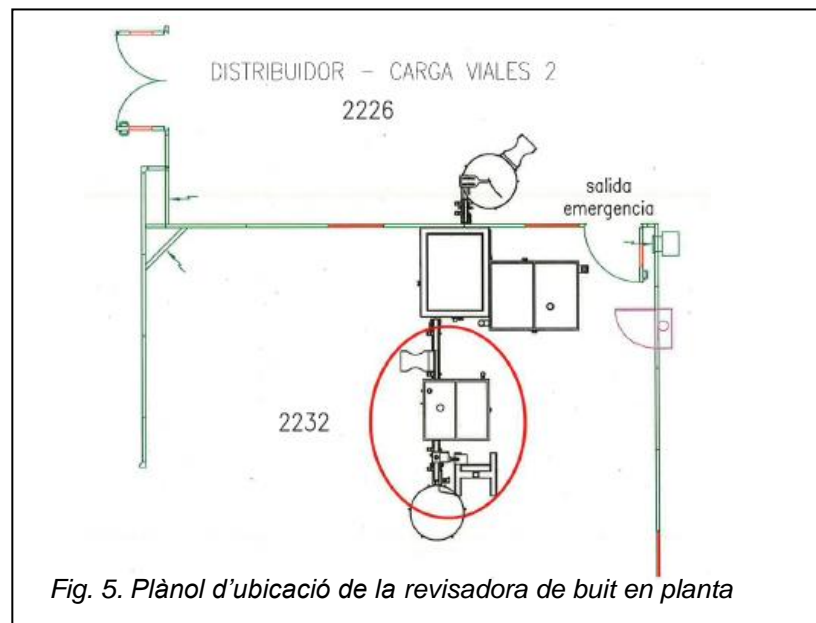 DISTRIBUIDOR - CARGA VIALES 2
2226
salida
emergencia
2232
Fig. 5. Plànol d'ubicació de la revisadora de buit en planta